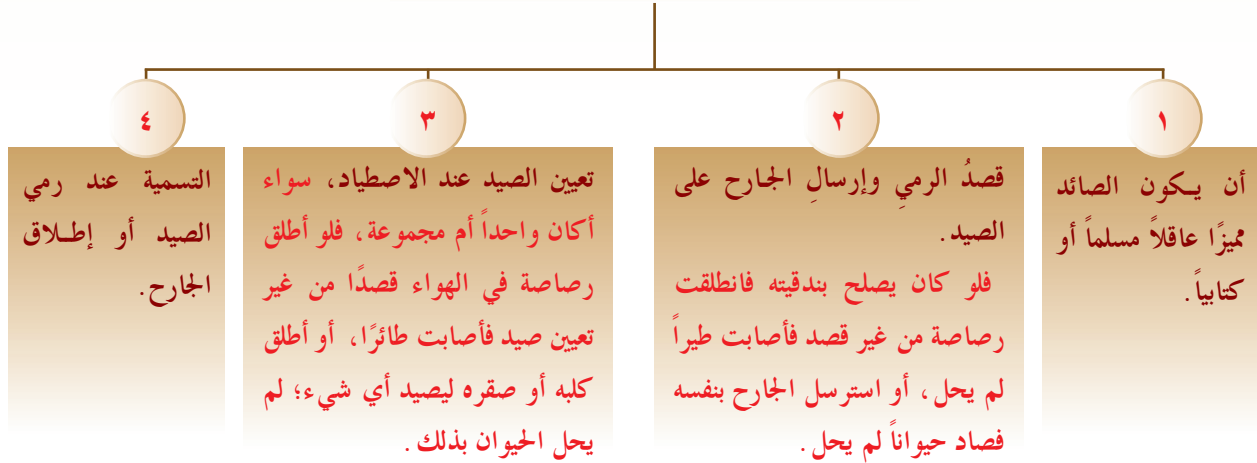 ١
أن يكون الصائد
مميزًا عاقلاً مسلماً أو
كتابياً.
٢
قصدُ الرميِ وإرسالِ الجارح على
الصيد.
فلو كان يصلح بندقيته فانطلقت
رصاصة من غير قصد فأصابت طيراً
لم يحل، أو استرسل الجارح بنفسه
فصاد حيواناً لم يحل.
٣
تعيين الصيد عند الاصطياد، سواء
أكان واحداً أم مجموعة، فلو أطلق
رصاصة في الهواء قصدًا من غير
تعيين صيد فأصابت طائرًا، أو أطلق
كلبه أو صقره ليصيد أي شيء؛ لم
يحل الحيوان بذلك.
٤
التسمية عند رمي
الصيد أو إطلاق
الجارح.